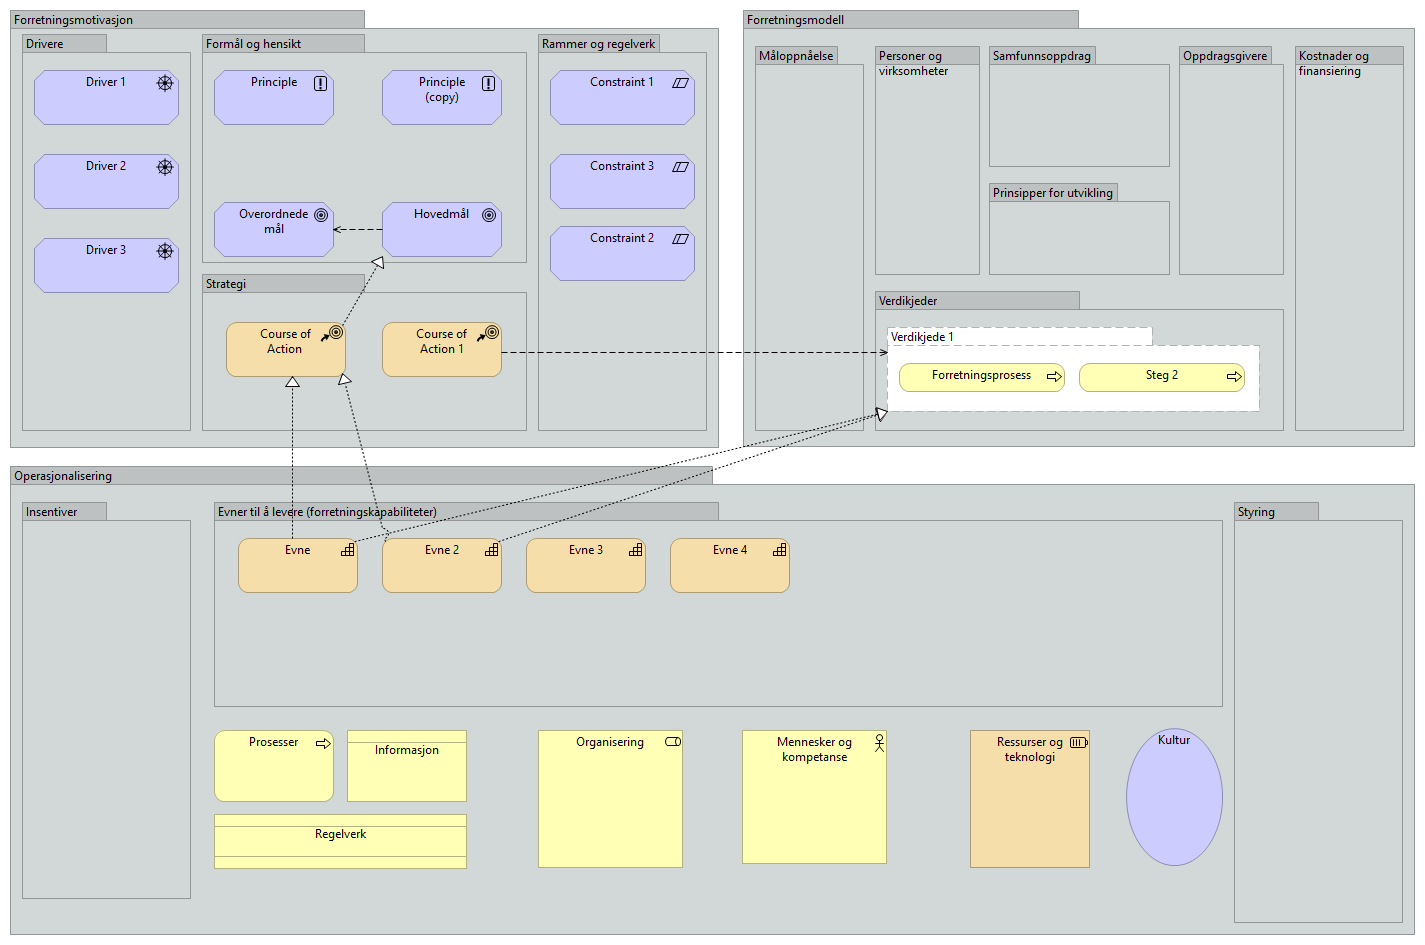 Forretningsmotivasjon
Drivere
Driver 1
Driver 2
Driver 3
Formål og hensikt
Principle
Principle
(copy)
Overordnede
mål
Hovedmål
Strategi
Course of
Action
Course of
Action 1
Rammer og regelverk
Constraint 1
Constraint 3
Constraint 2
Forretningsmodell
Måloppnåelse
Personer og
virksomheter
Samfunnsoppdrag
Prinsipper for utvikling
Oppdragsgivere
Kostnader og
finansiering
Verdikjeder
Verdikjede 1
Forretningsprosess
Steg 2
Operasjonalisering
Insentiver
Evner til å levere (forretningskapabiliteter)
Evne
Evne 2
Evne 3
Evne 4
Styring
Prosesser
Informasjon
Regelverk
Organisering
Mennesker og
kompetanse
Ressurser og
teknologi
Kultur